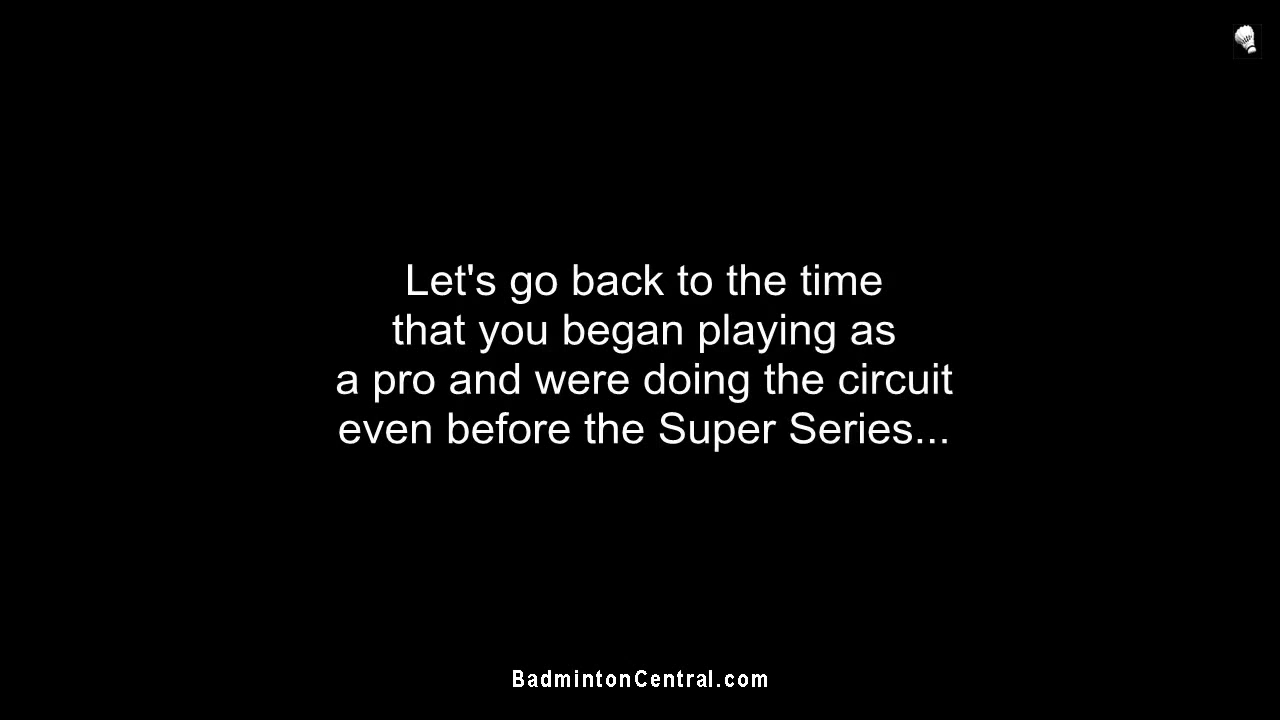 Let's go back to the time
that you began playing as
a pro and were doing the circuit
even before the Super Series...
BadmintonCentral.com